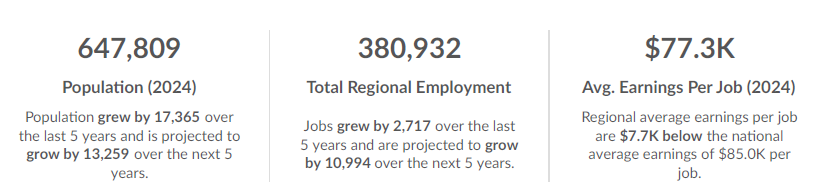 647,809
Population (2024)
Population grew by 17,365 over
the last 5 years and is projected to
grow by 13,259 over the next 5
years.
380,932
Total Regional Employment
Jobs grew by 2,717 over the last
5 years and are projected to grow
by 10,994 over the next 5 years.
$77.3K
Avg. Earnings Per Job (2024)
Regional average earnings per job
are $7.7K below the national
average earnings of $85.0K per
job.